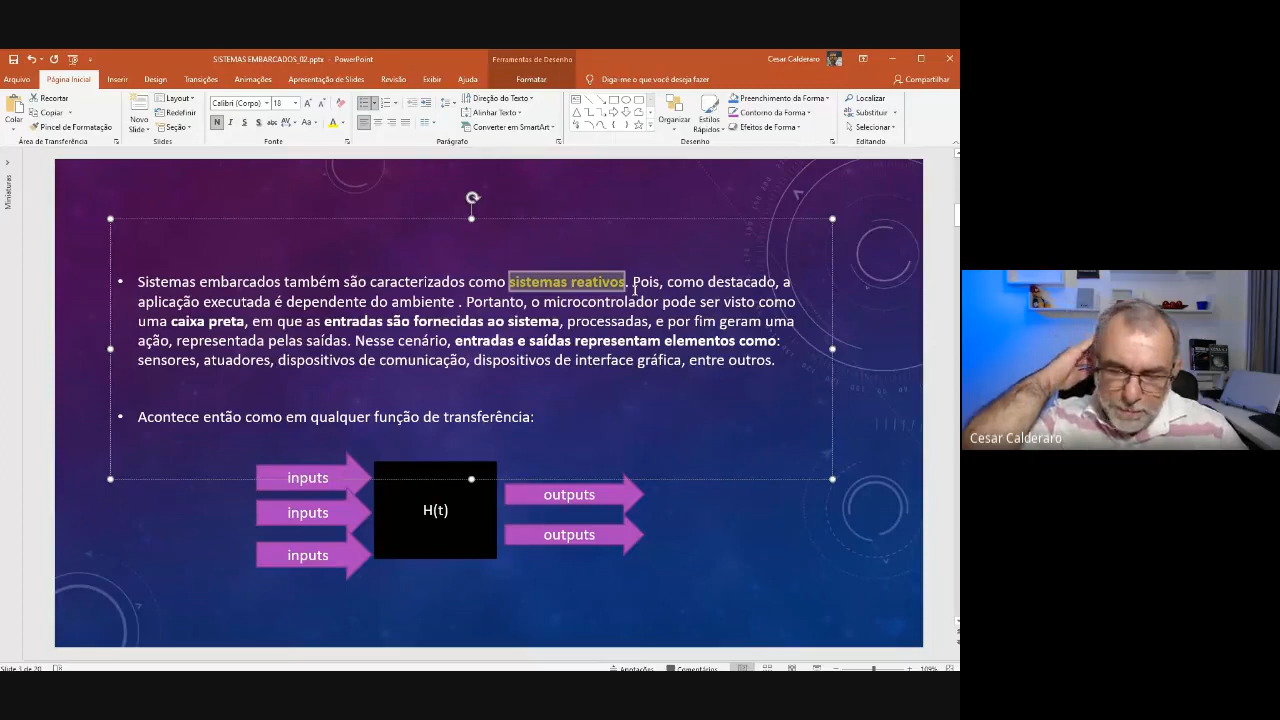 SISTEMAS EMBARCADOS_02.pptx - PowerPoint
Ferramentas de Desenho
Cesar Calderaro
Arquivo Página Inicial Inserir Design Transições Animações Apresentação de Slides Revisão Exibir Ajuda Formatar Diga-me o que você deseja fazer Compartilhar
Colar
Recortar
Copiar
Pincel de Formatação
Área de Transferência
Novo Slide
Layout
Seção
Slides
Calibri (Corpo) 18
N I S S abc AV Aa A
Fonte
Direção do Texto
Alinhar Texto
Converter em SmartArt
Parágrafo
Organizar
Estilos Rápidos
Preenchimento da Forma
Contorno da Forma
Efeitos de Forma
Desenho
Localizar
Substituir
Selecionar
Editando
Miniaturas
• Sistemas embarcados também são caracterizados como sistemas reativos. Pois, como destacado, a
aplicação executada é dependente do ambiente . Portanto, o microcontrolador pode ser visto como
uma caixa preta, em que as entradas são fornecidas ao sistema, processadas, e por fim geram uma
ação, representada pelas saídas. Nesse cenário, entradas e saídas representam elementos como:
sensores, atuadores, dispositivos de comunicação, dispositivos de interface gráfica, entre outros.
• Acontece então como em qualquer função de transferência:
inputs
inputs
inputs
H(t)
outputs
outputs
Cesar Calderaro
Slide 3 de 20
Anotações
Comentários
109%